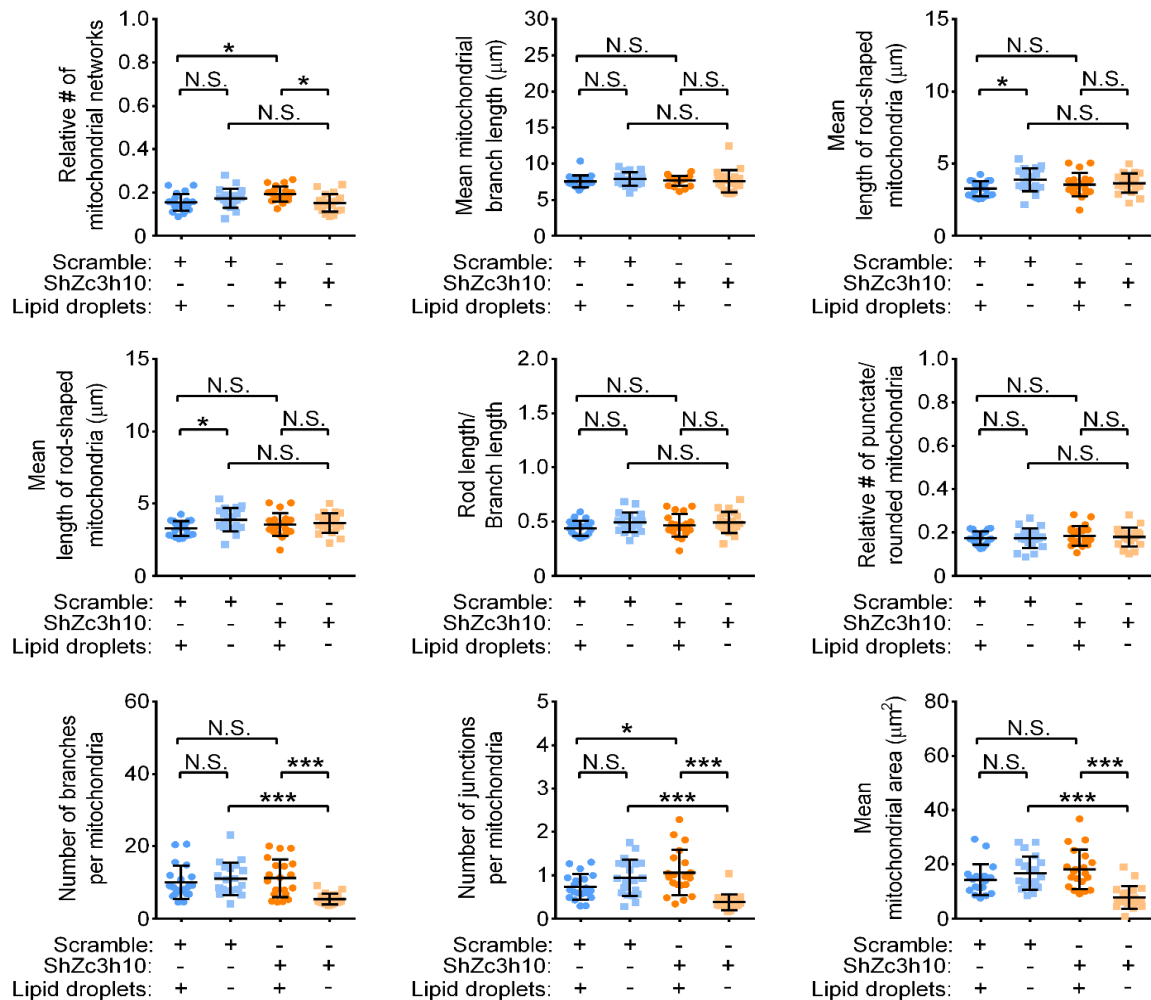 Relative # of
mitochondrial networks
1.0
0.8
0.6
0.4
0.2
0
*
N.S.
*
N.S.
Scramble: + + - -
ShZc3h10: - - + +
Lipid droplets: + - + -
Mean mitochondrial
branch length (μm)
30
25
20
15
10
5
0
N.S.
N.S. N.S.
N.S.
Scramble: + + - -
ShZc3h10: - - + +
Lipid droplets: + - + -
Mean
length of rod-shaped
mitochondria (μm)
15
10
5
0
N.S.
* N.S.
N.S.
Scramble: + + - -
ShZc3h10: - - + +
Lipid droplets: + - + -
Mean
length of rod-shaped
mitochondria (μm)
15
10
5
0
N.S.
* N.S.
N.S.
Scramble: + + - -
ShZc3h10: - - + +
Lipid droplets: + - + -
Rod length/
Branch length
2.0
1.5
1.0
0.5
0
N.S.
N.S. N.S.
N.S.
Scramble: + + - -
ShZc3h10: - - + +
Lipid droplets: + - + -
Relative # of punctate/
rounded mitochondria
1.0
0.8
0.6
0.4
0.2
0
N.S.
N.S. N.S.
N.S.
Scramble: + + - -
ShZc3h10: - - + +
Lipid droplets: + - + -
Number of branches
per mitochondria
60
40
20
0
N.S.
N.S. ***
***
Scramble: + + - -
ShZc3h10: - - + +
Lipid droplets: + - + -
Number of junctions
per mitochondria
5
4
3
2
1
0
*
N.S. ***
***
Scramble: + + - -
ShZc3h10: - - + +
Lipid droplets: + - + -
Mean
mitochondrial area (μm²)
80
60
40
20
0
N.S.
N.S. ***
***
Scramble: + + - -
ShZc3h10: - - + +
Lipid droplets: + - + -